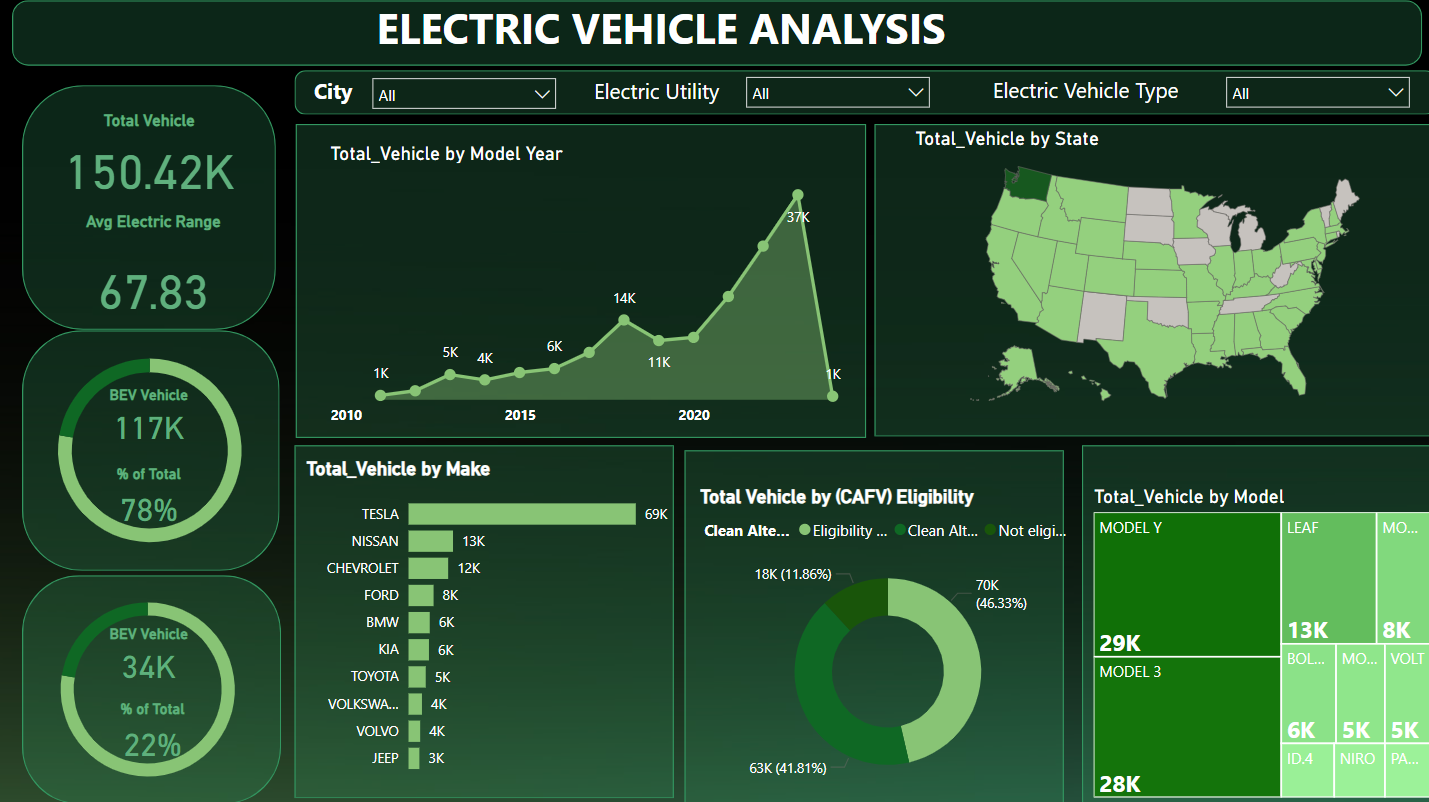 ELECTRIC VEHICLE ANALYSIS
City
All
Electric Utility
All
Electric Vehicle Type
All
Total Vehicle
150.42K
Avg Electric Range
67.83
BEV Vehicle
117K
% of Total
78%
BEV Vehicle
34K
% of Total
22%
Total_Vehicle by Model Year
1K
5K
4K
6K
14K
11K
37K
1K
2010
2015
2020
Total_Vehicle by State
Total_Vehicle by Make
TESLA 69K
NISSAN 13K
CHEVROLET 12K
FORD 8K
BMW 6K
KIA 6K
TOYOTA 5K
VOLKSWA... 4K
VOLVO 4K
JEEP 3K
Total Vehicle by (CAFV) Eligibility
Clean Alte... Eligibility ... Clean Alt... Not eligi...
18K (11.86%)
70K
(46.33%)
63K (41.81%)
Total_Vehicle by Model
MODEL Y
29K
MODEL 3
28K
LEAF
13K
MO...
8K
BOL...
6K
MO...
5K
VOLT
5K
ID.4
NIRO
PA...